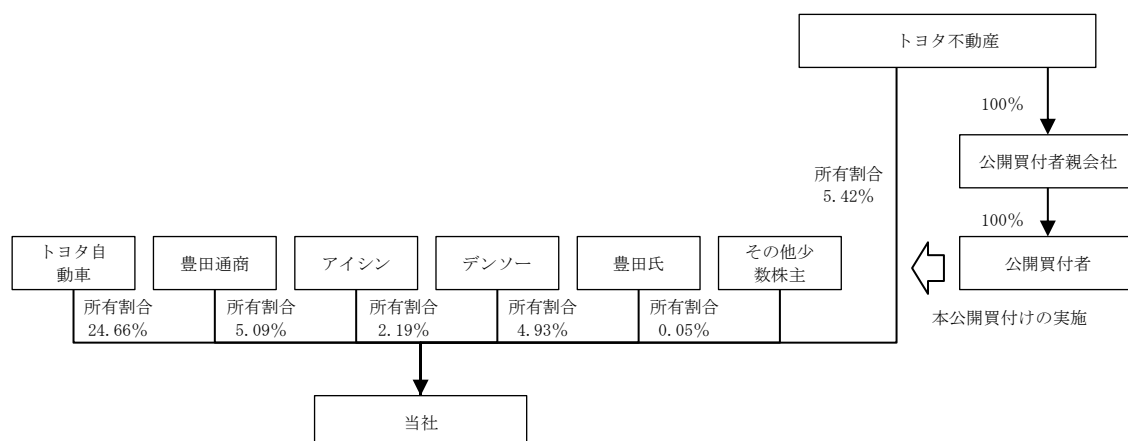 トヨタ不動産
100%
公開買付者親会社
所有割合
5.42%
100%
トヨタ自
動車
豊田通商
アイシン
デンソー
豊田氏
その他少
数株主
公開買付者
所有割合
24.66%
所有割合
5.09%
所有割合
2.19%
所有割合
4.93%
所有割合
0.05%
本公開買付けの実施
当社